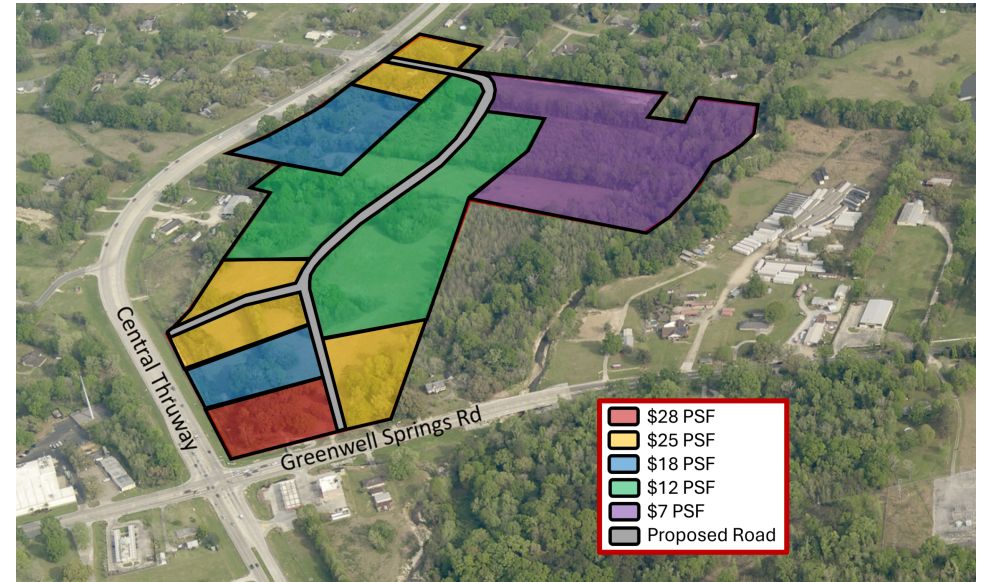 Central Thruway
Greenwell Springs Rd
$28 PSF
$25 PSF
$18 PSF
$12 PSF
$7 PSF
Proposed Road